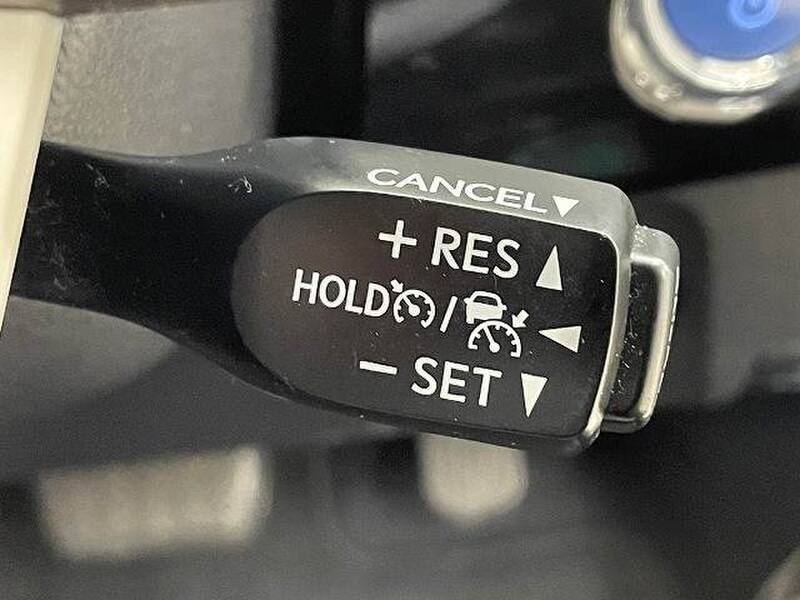 CANCEL▼
+ RES ▲
HOLD / ◀
− SET ▼